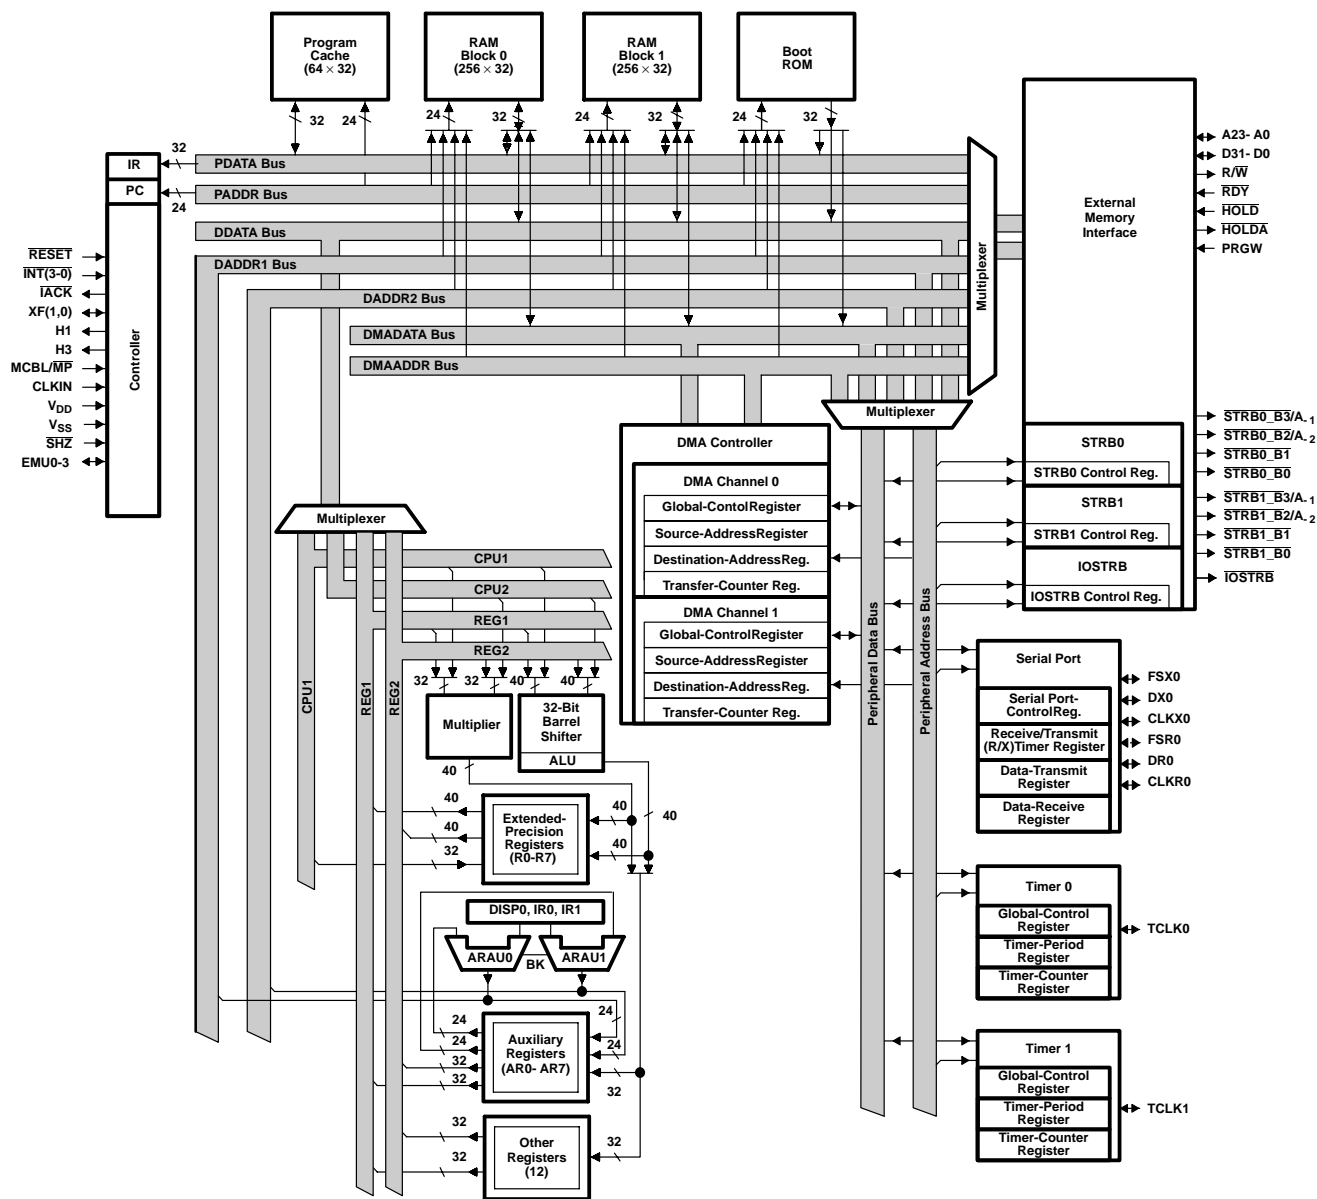 Program
Cache
(64 × 32)
RAM
Block 0
(256 × 32)
RAM
Block 1
(256 × 32)
Boot
ROM
32
24
24
32
24
32
24
32
IR
32
PC
24
PDATA Bus
PADDR Bus
DDATA Bus
DADDR1 Bus
DADDR2 Bus
DMADATA Bus
DMAADDR Bus
Multiplexer
External
Memory
Interface
A23- A0
D31- D0
R/W
RDY
HOLD
HOLDA
PRGW
RESET
INT(3-0)
IACK
XF(1,0)
H1
H3
MCBL/MP
CLKIN
VDD
VSS
SHZ
EMU0-3
Controller
Multiplexer
STRB0
STRB0 Control Reg.
STRB1
STRB1 Control Reg.
IOSTRB
IOSTRB Control Reg.
STRB0_B3/A-1
STRB0_B2/A-2
STRB0_B1
STRB0_B0
STRB1_B3/A-1
STRB1_B2/A-2
STRB1_B1
STRB1_B0
IOSTRB
DMA Controller
DMA Channel 0
Global-ContolRegister
Source-AddressRegister
Destination-AddressReg.
Transfer-Counter Reg.
DMA Channel 1
Global-ControlRegister
Source-AddressRegister
Destination-AddressReg.
Transfer-Counter Reg.
Peripheral Data Bus
Peripheral Address Bus
Multiplexer
CPU1
CPU2
REG1
REG2
CPU1
REG1
REG2
32
32
40
40
Multiplier
32-Bit
Barrel
Shifter
ALU
40
40
40
32
Extended-
Precision
Registers
(R0-R7)
40
40
40
DISP0, IR0, IR1
ARAU0
BK
ARAU1
24
24
32
32
Auxiliary
Registers
(AR0- AR7)
24
24
32
32
32
Other
Registers
(12)
32
Serial Port
Serial Port-
ControlReg.
Receive/Transmit
(R/X)Timer Register
Data-Transmit
Register
Data-Receive
Register
FSX0
DX0
CLKX0
FSR0
DR0
CLKR0
Timer 0
Global-Control
Register
Timer-Period
Register
Timer-Counter
Register
TCLK0
Timer 1
Global-Control
Register
Timer-Period
Register
Timer-Counter
Register
TCLK1